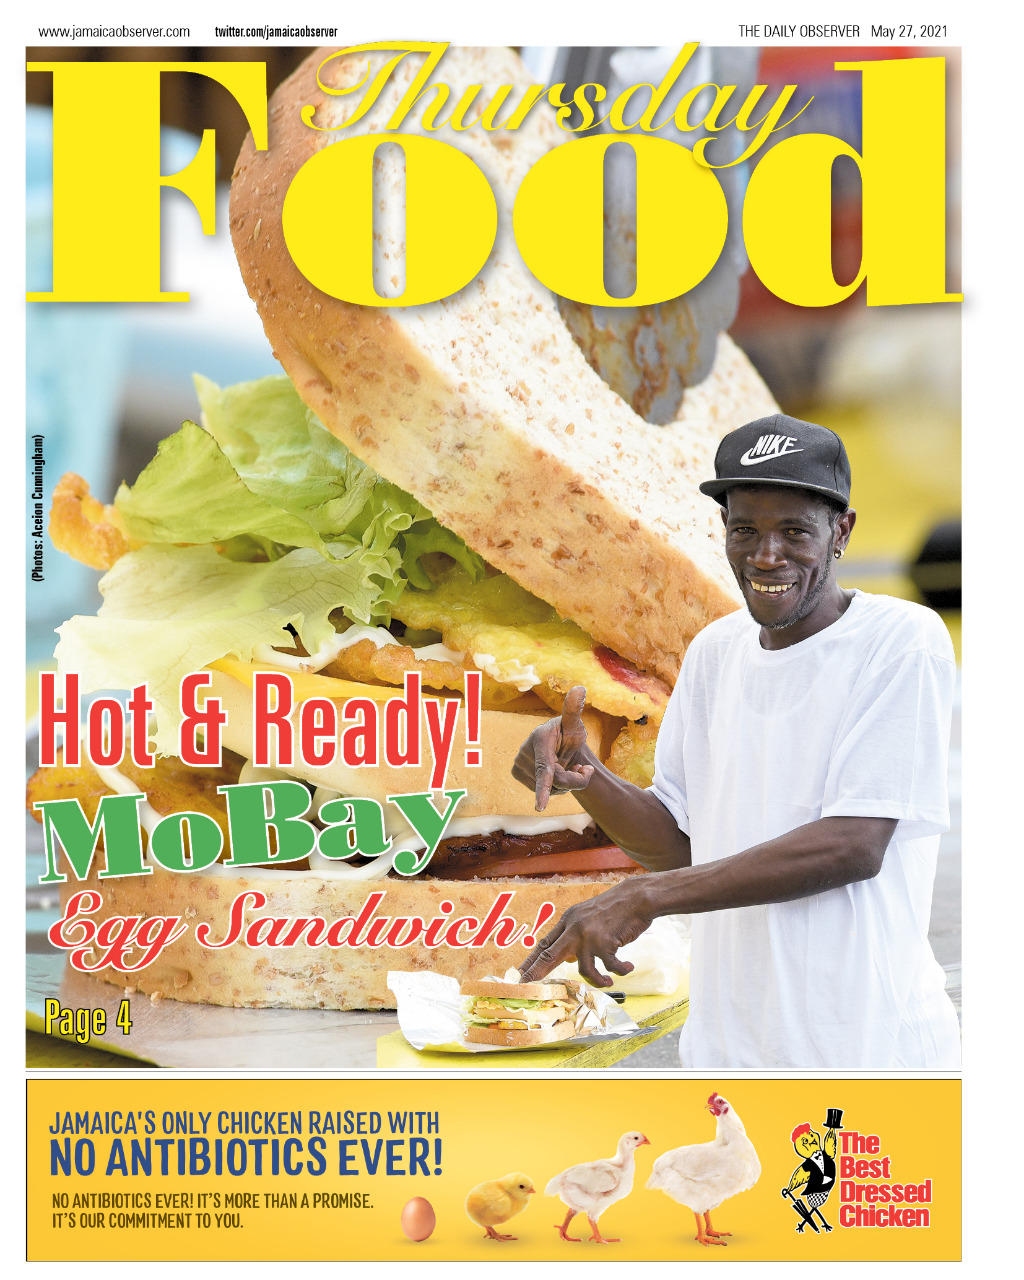 www.jamaicaobserver.com twitter.com/jamaicaobserver THE DAILY OBSERVER May 27, 2021
Thursday
Food
(Photos: Aceion Cunningham)
NIKE
Hot & Ready!
MoBay
Egg Sandwich!
Page 4
JAMAICA'S ONLY CHICKEN RAISED WITH
NO ANTIBIOTICS EVER!
NO ANTIBIOTICS EVER! IT'S MORE THAN A PROMISE.
IT'S OUR COMMITMENT TO YOU.
The
Best
Dressed
Chicken